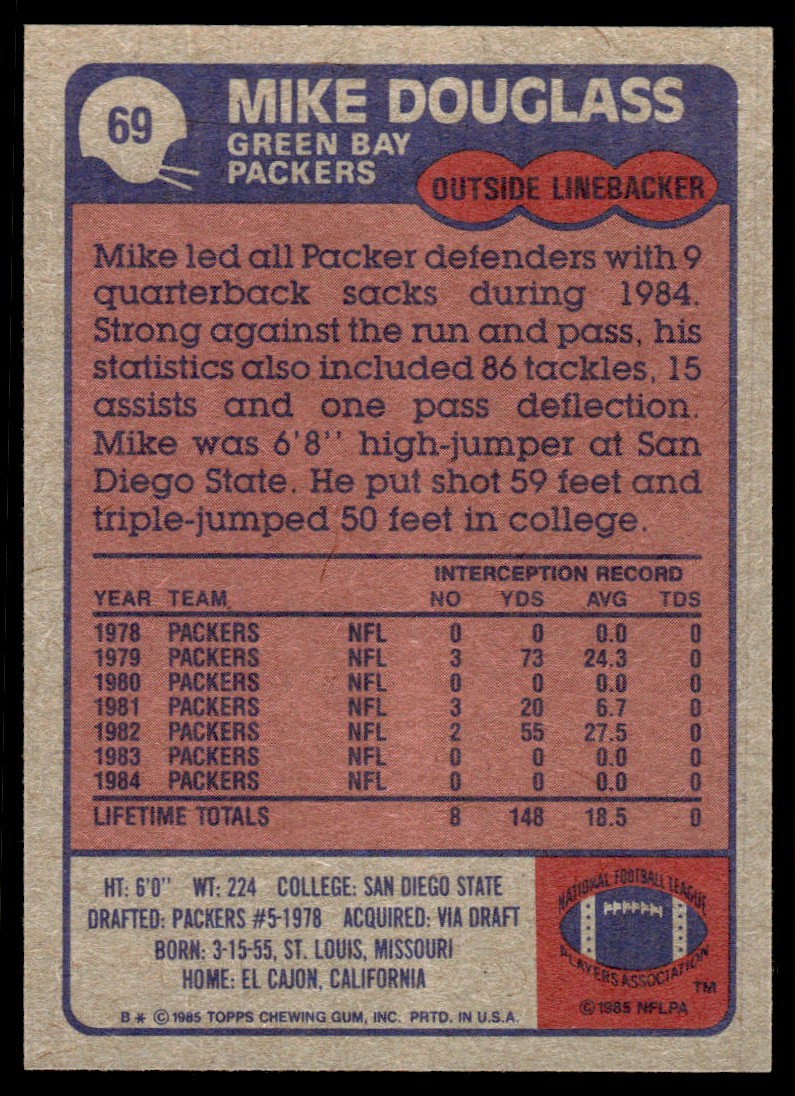 69
MIKE DOUGLASS
GREEN BAY
PACKERS
OUTSIDE LINEBACKER
Mike led all Packer defenders with 9
quarterback sacks during 1984.
Strong against the run and pass, his
statistics also included 86 tackles, 15
assists and one pass deflection.
Mike was 6'8'' high-jumper at San
Diego State. He put shot 59 feet and
triple-jumped 50 feet in college.
INTERCEPTION RECORD
YEAR TEAM NO YDS AVG TDS
1978 PACKERS NFL 0 0 0.0 0
1979 PACKERS NFL 3 73 24.3 0
1980 PACKERS NFL 0 0 0.0 0
1981 PACKERS NFL 3 20 6.7 0
1982 PACKERS NFL 2 55 27.5 0
1983 PACKERS NFL 0 0 0.0 0
1984 PACKERS NFL 0 0 0.0 0
LIFETIME TOTALS 8 148 18.5 0
HT: 6'0'' WT: 224 COLLEGE: SAN DIEGO STATE
DRAFTED: PACKERS #5-1978 ACQUIRED: VIA DRAFT
BORN: 3-15-55, ST. LOUIS, MISSOURI
HOME: EL CAJON, CALIFORNIA
B* ©1985 TOPPS CHEWING GUM, INC. PRTD. IN U.S.A.
NATIONAL FOOTBALL LEAGUE
PLAYERS ASSOCIATION
TM
©1985 NFLPA